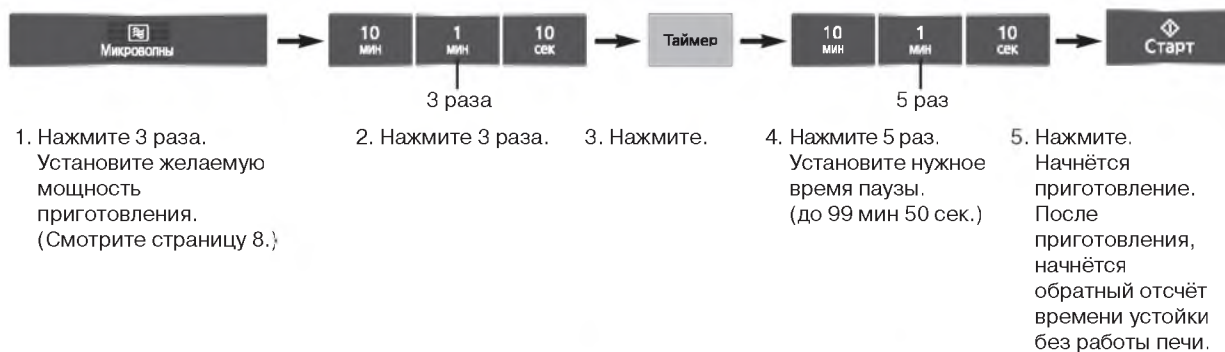 Микроволны
10 мин
1 мин
10 сек
Таймер
10 мин
1 мин
10 сек
Старт
3 раза
5 раз
1. Нажмите 3 раза.
Установите желаемую
мощность
приготовления.
(Смотрите страницу 8.)
2. Нажмите 3 раза.
3. Нажмите.
4. Нажмите 5 раз.
Установите нужное
время паузы.
(до 99 мин 50 сек.)
5. Нажмите.
Начнётся
приготовление.
После
приготовления,
начнётся
обратный отсчёт
времени устойки
без работы печи.